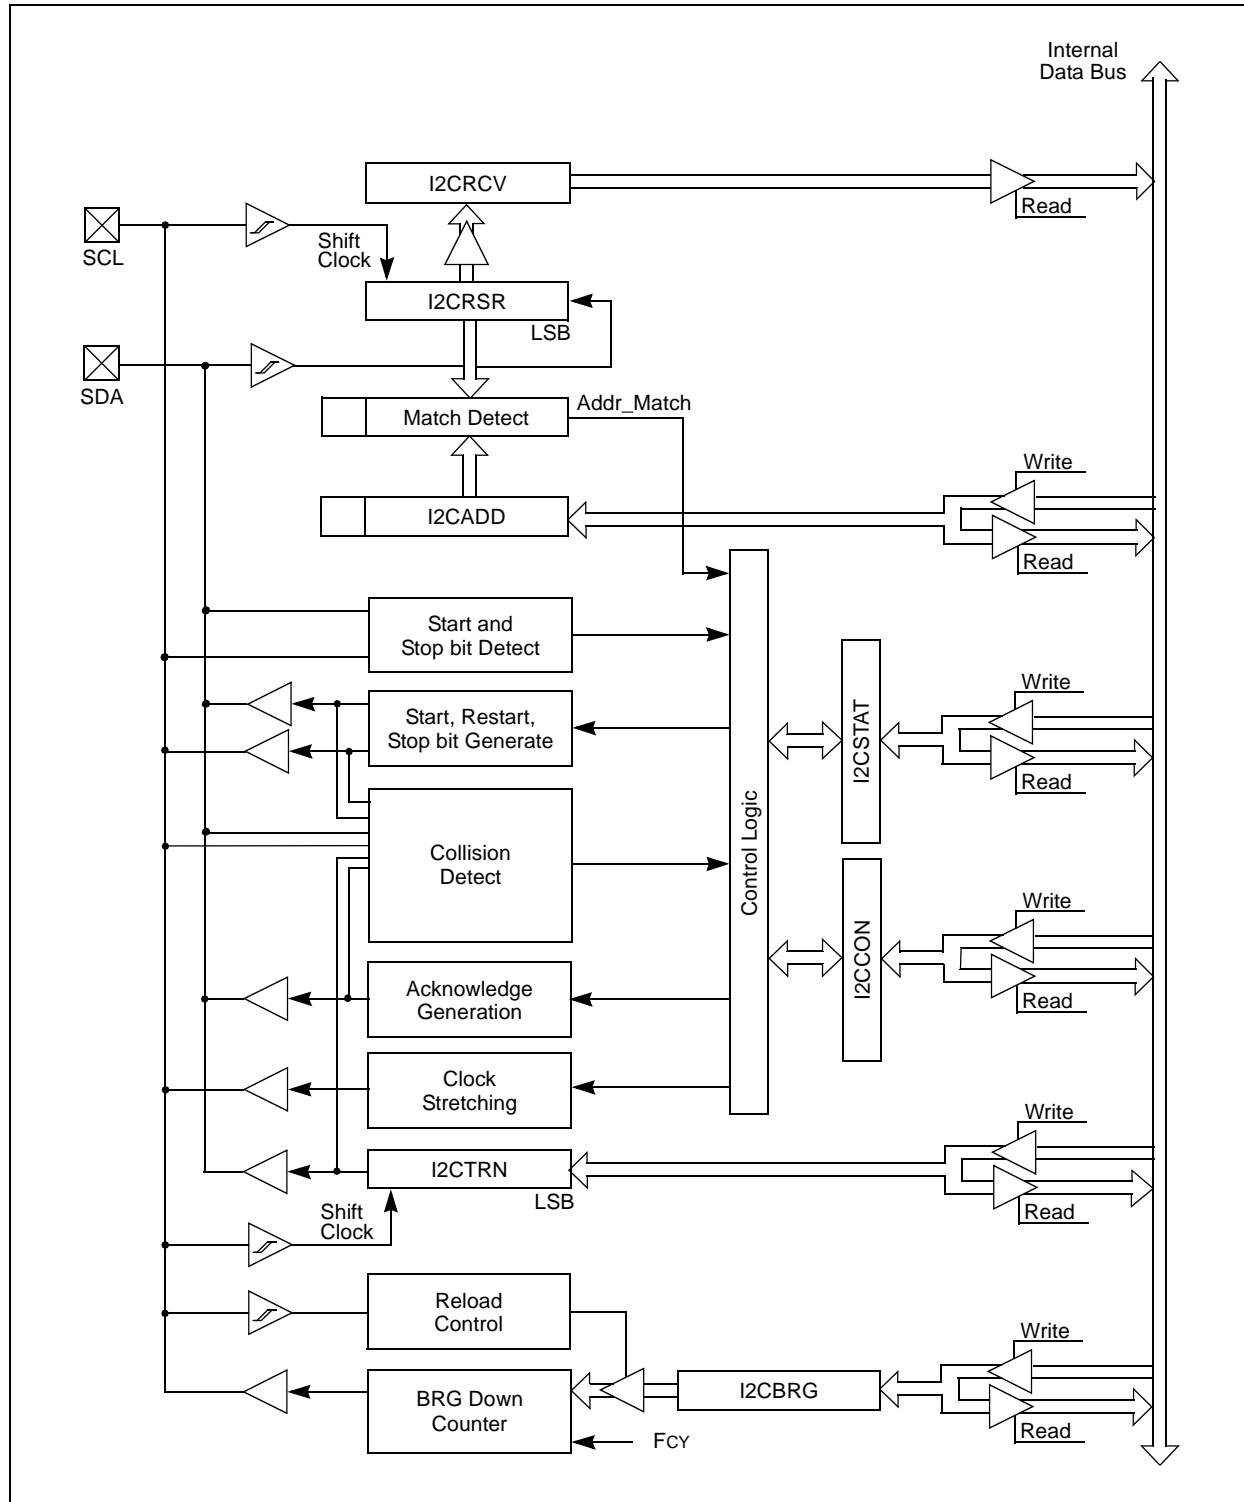 Internal
Data Bus
I2CRCV
Read
SCL
Shift
Clock
I2CRSR
LSB
SDA
Addr_Match
Match Detect
Write
I2CADD
Read
Start and
Stop bit Detect
Write
Start, Restart,
Stop bit Generate
I2CSTAT
Read
Control Logic
Collision
Detect
Write
I2CCON
Acknowledge
Generation
Read
Clock
Stretching
Write
I2CTRN
LSB
Read
Shift
Clock
Reload
Control
Write
I2CBRG
BRG Down
Counter
Read
FCY